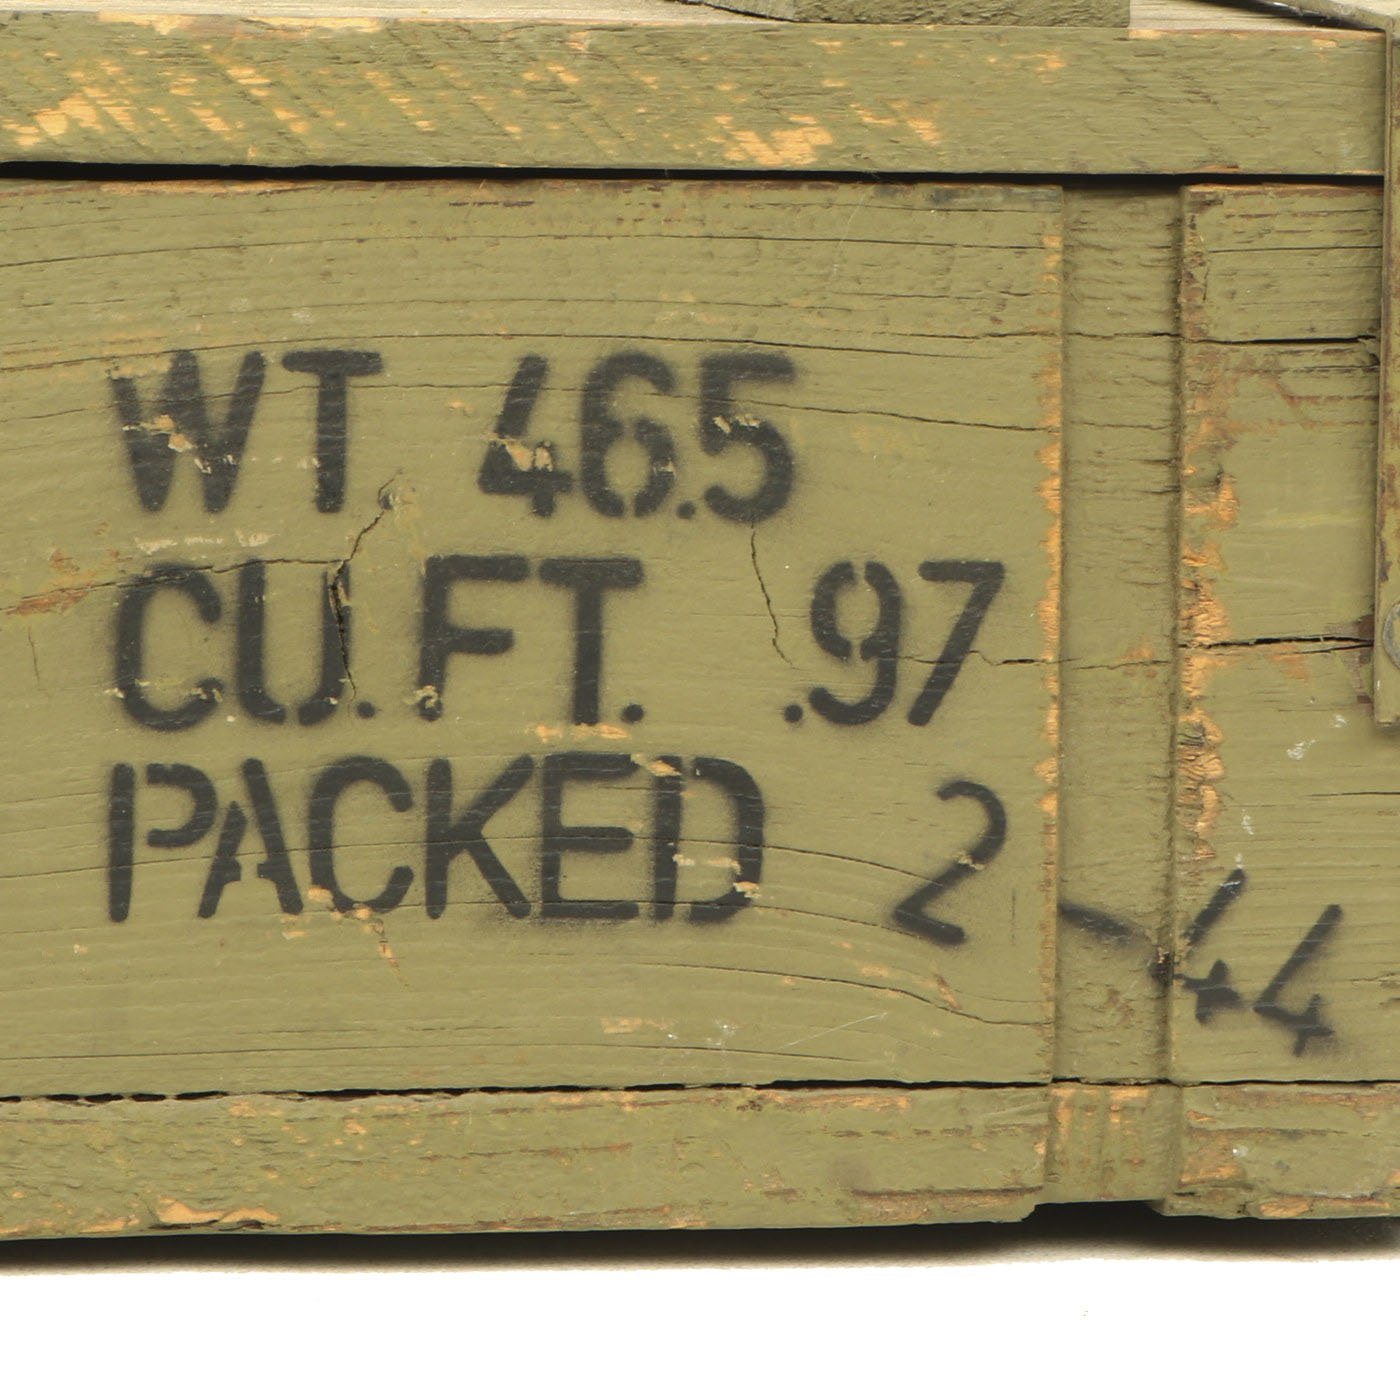 WT 46.5
CU.FT. .97
PACKED 2-44